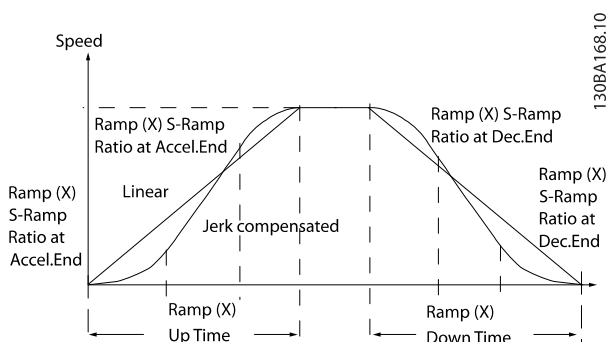 Speed
130BA168.10
Ramp (X) S-Ramp
Ratio at Accel.End
Ramp (X) S-Ramp
Ratio at Dec.End
Linear
Ramp (X)
S-Ramp
Ratio at
Accel.End
Ramp (X)
S-Ramp
Ratio at
Dec.End
Jerk compensated
Ramp (X)
Up Time
Ramp (X)
Down Time